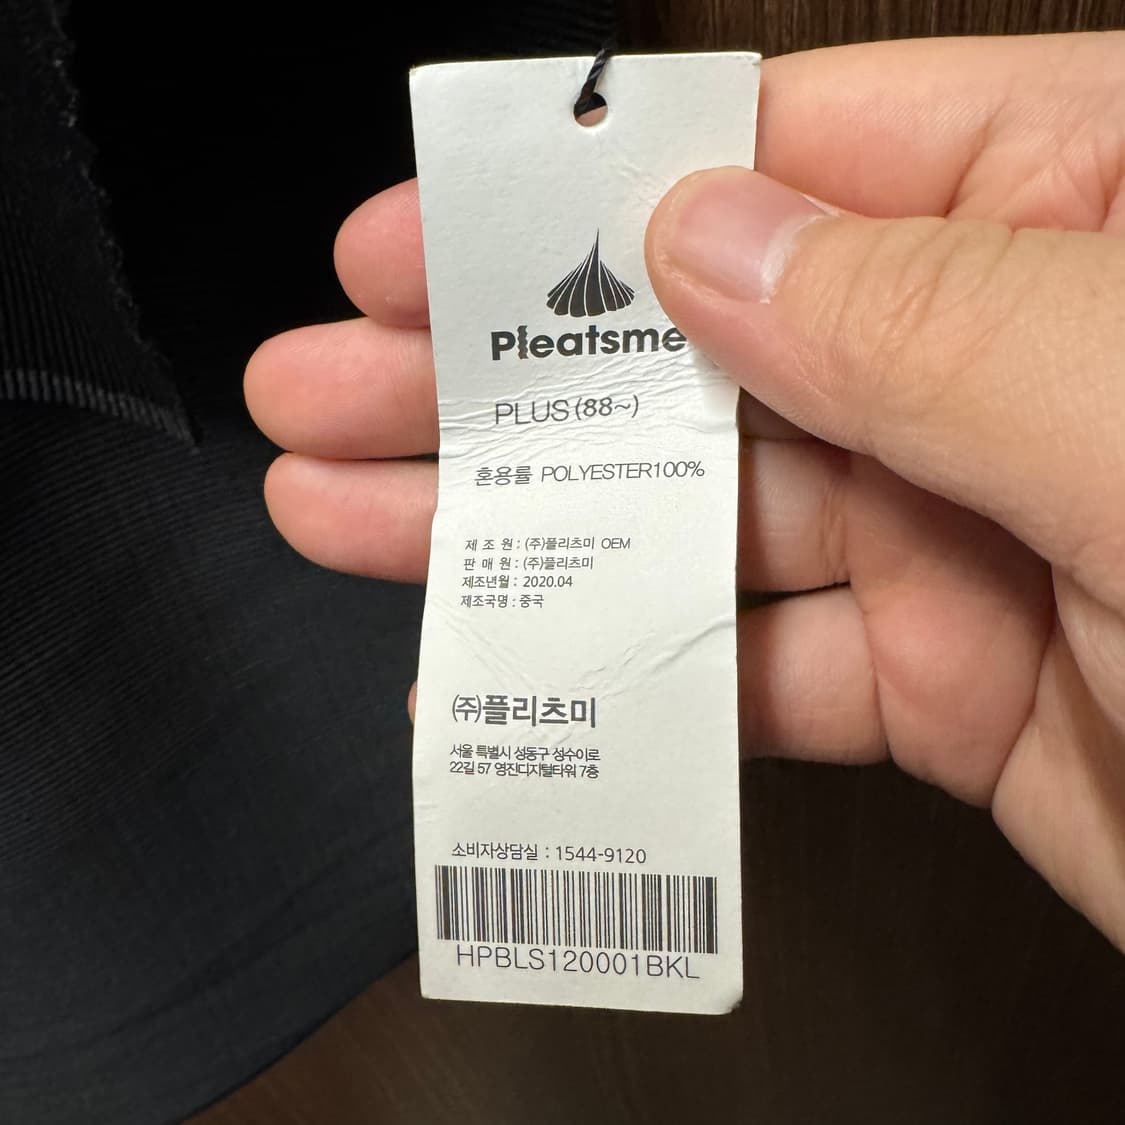 Pleatsme
PLUS(88~)
혼용률 POLYESTER100%
제 조 원 : (주)플리츠미 OEM
판 매 원 : (주)플리츠미
제조년월 : 2020.04
제조국명 : 중국
(주)플리츠미
서울 특별시 성동구 성수이로
22길 57 영진디지털타워 7층
소비자상담실 : 1544-9120
HPBLS120001BKL